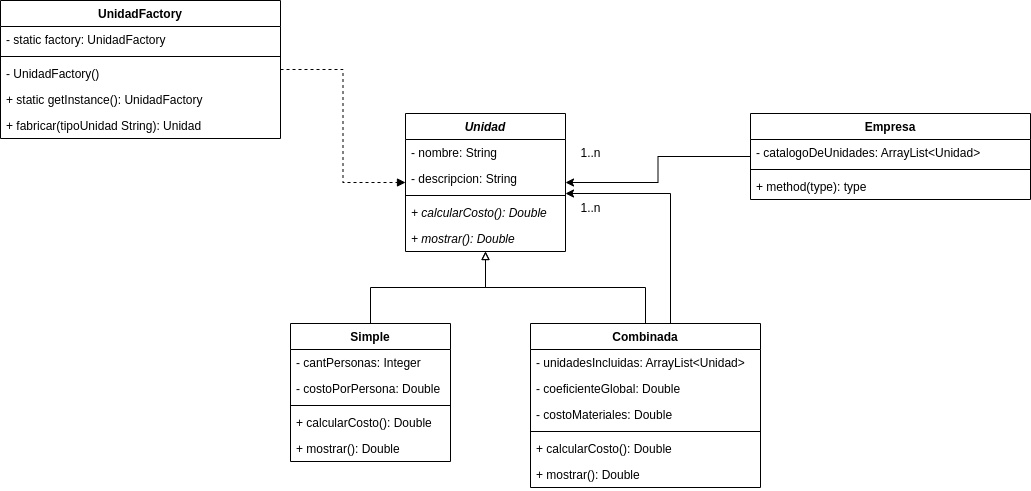 UnidadFactory
- static factory: UnidadFactory
- UnidadFactory()
+ static getInstance(): UnidadFactory
+ fabricar(tipoUnidad String): Unidad
Unidad
- nombre: String
- descripcion: String
+ calcularCosto(): Double
+ mostrar(): Double
1..n
1..n
Empresa
- catalogoDeUnidades: ArrayList<Unidad>
+ method(type): type
Simple
- cantPersonas: Integer
- costoPorPersona: Double
+ calcularCosto(): Double
+ mostrar(): Double
Combinada
- unidadesIncluidas: ArrayList<Unidad>
- coeficienteGlobal: Double
- costoMateriales: Double
+ calcularCosto(): Double
+ mostrar(): Double